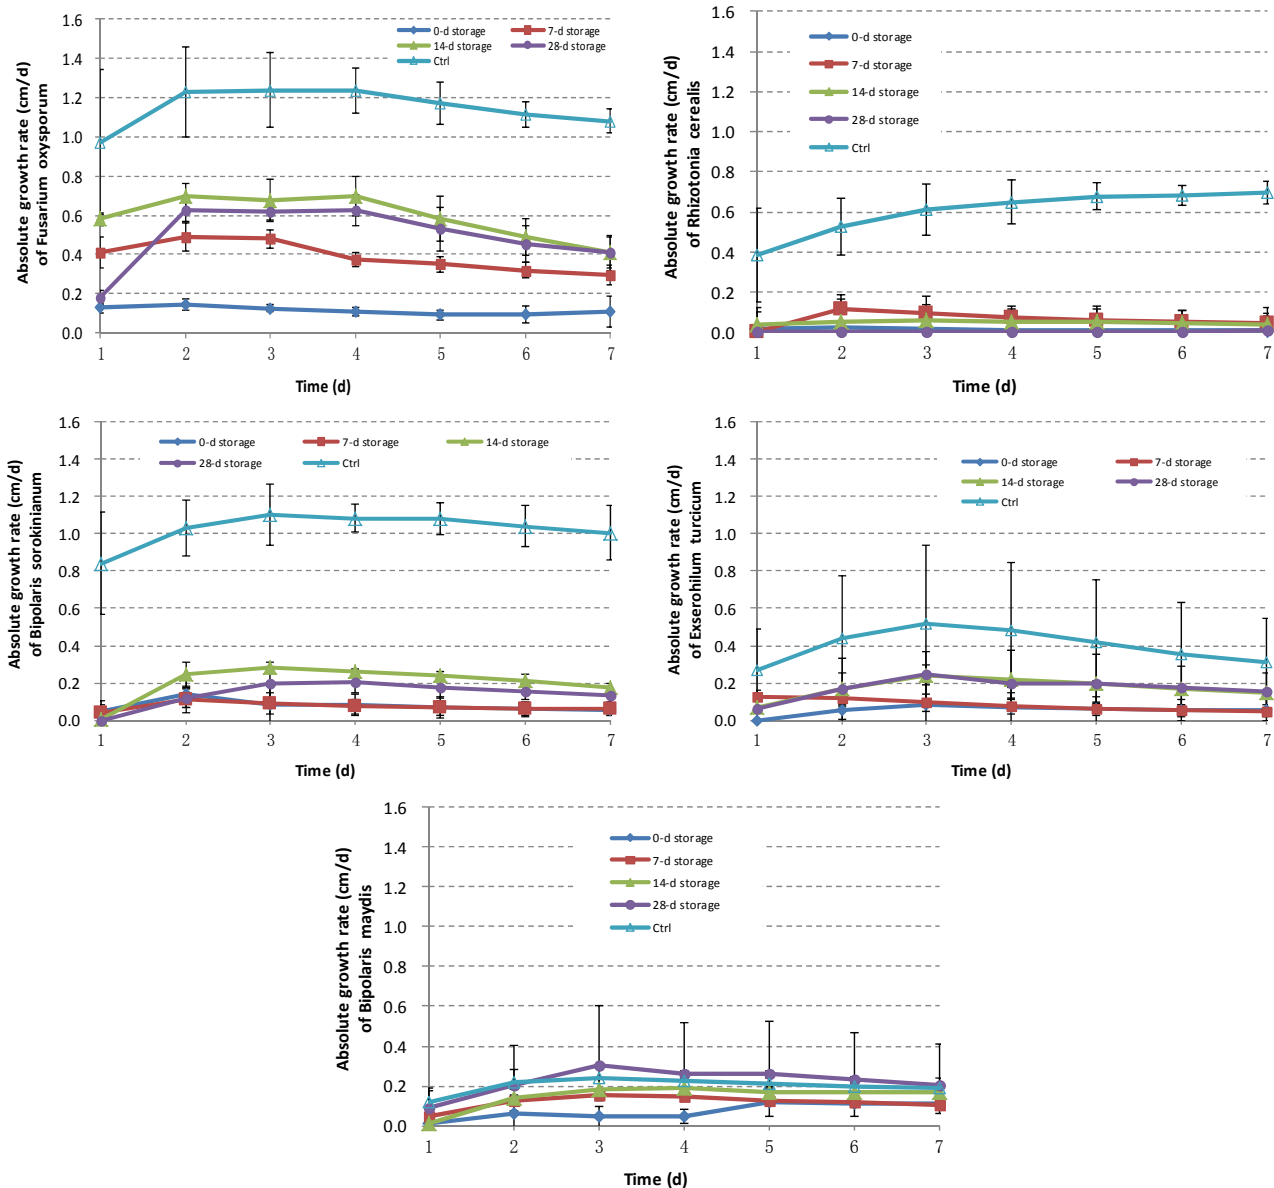 Absolute growth rate (cm/d)
of Fusarium oxysporum
1.6
1.4
1.2
1.0
0.8
0.6
0.4
0.2
0.0
0-d storage 7-d storage
14-d storage 28-d storage
Ctrl
1 2 3 4 5 6 7
Time (d)
Absolute growth rate (cm/d)
of Rhizotonia cerealis
1.6
1.4
1.2
1.0
0.8
0.6
0.4
0.2
0.0
0-d storage
7-d storage
14-d storage
28-d storage
Ctrl
1 2 3 4 5 6 7
Time (d)
Absolute growth rate (cm/d)
of Bipolaris sorokinianum
1.6
1.4
1.2
1.0
0.8
0.6
0.4
0.2
0.0
0-d storage 7-d storage 14-d storage
28-d storage Ctrl
1 2 3 4 5 6 7
Time (d)
Absolute growth rate (cm/d)
of Exserohilum turcicum
1.6
1.4
1.2
1.0
0.8
0.6
0.4
0.2
0.0
0-d storage 7-d storage
14-d storage 28-d storage
Ctrl
1 2 3 4 5 6 7
Time (d)
Absolute growth rate (cm/d)
of Bipolaris maydis
1.6
1.4
1.2
1.0
0.8
0.6
0.4
0.2
0.0
0-d storage
7-d storage
14-d storage
28-d storage
Ctrl
1 2 3 4 5 6 7
Time (d)